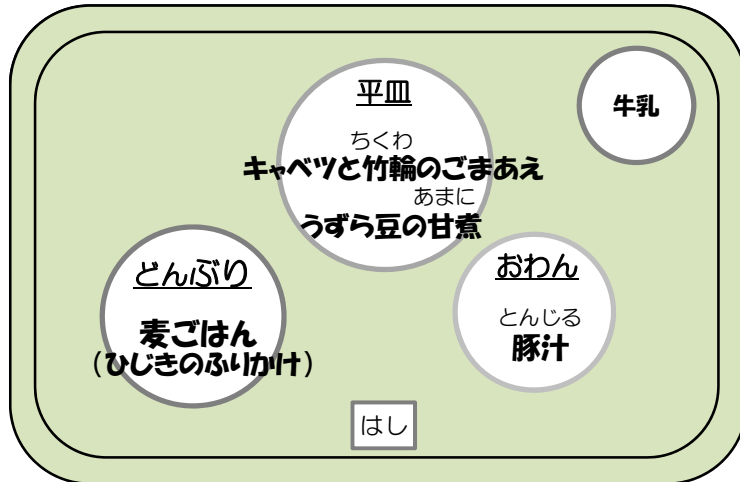 平皿
ちくわ
キャベツと竹輪のごまあえ
あまに
うずら豆の甘煮
牛乳
どんぶり
麦ごはん
(ひじきのふりかけ)
おわん
とんじる
豚汁
はし